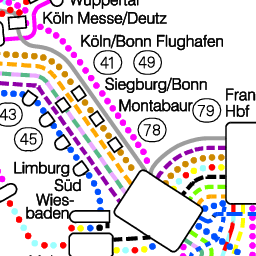 Wuppertal
Köln Messe/Deutz
Köln/Bonn Flughafen
41 49
Siegburg/Bonn
Montabaur 79
Fran
Hbf
43
45
78
Limburg
Süd
Wies-
baden